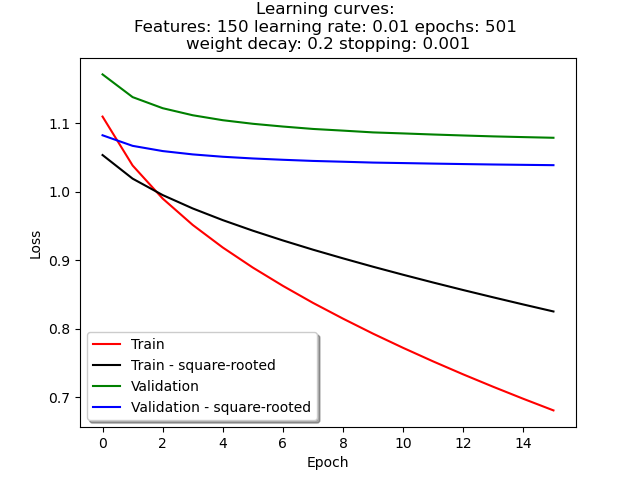 Learning curves:
Features: 150 learning rate: 0.01 epochs: 501
weight decay: 0.2 stopping: 0.001
Loss
1.1
1.0
0.9
0.8
0.7
Train
Train - square-rooted
Validation
Validation - square-rooted
0 2 4 6 8 10 12 14
Epoch